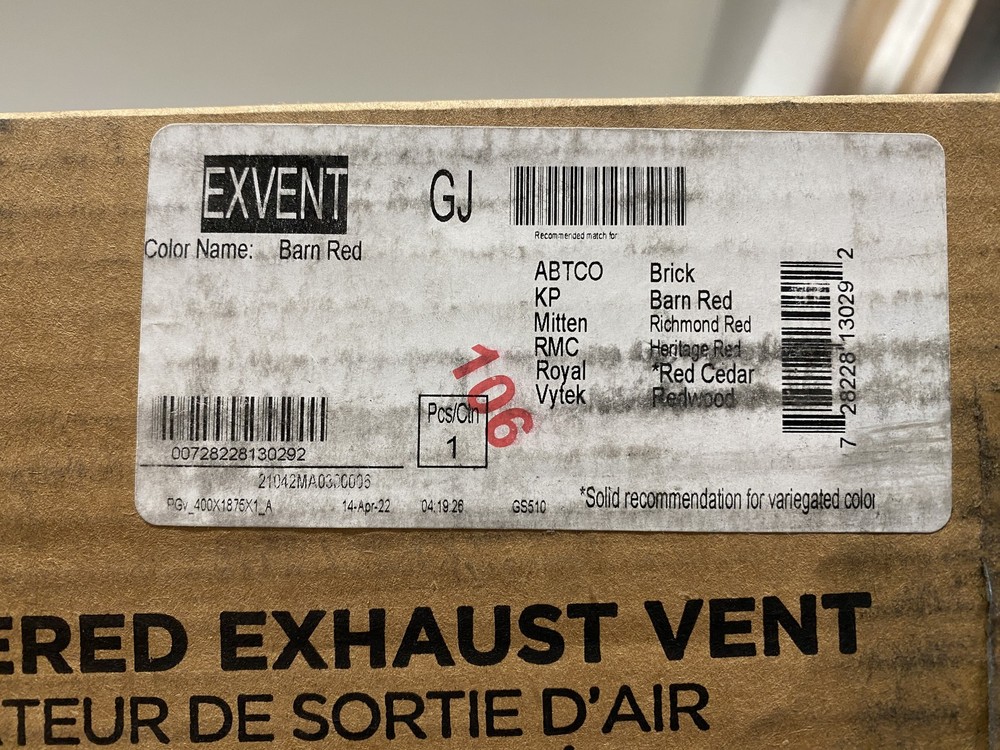 EXVENT
GJ
Recommended match for
Color Name: Barn Red
ABTCO Brick
KP Barn Red
Mitten Richmond Red
RMC Heritage Red
Royal *Red Cedar
Vytek Redwood
7 28228 13029 2
106
Pcs/Ctn
1
00728228130292
PGv_400X1875X1_A 14-Apr-22 04:19:26 GS510
*Solid recommendation for variegated color
ERED EXHAUST VENT
TEUR DE SORTIE D'AIR